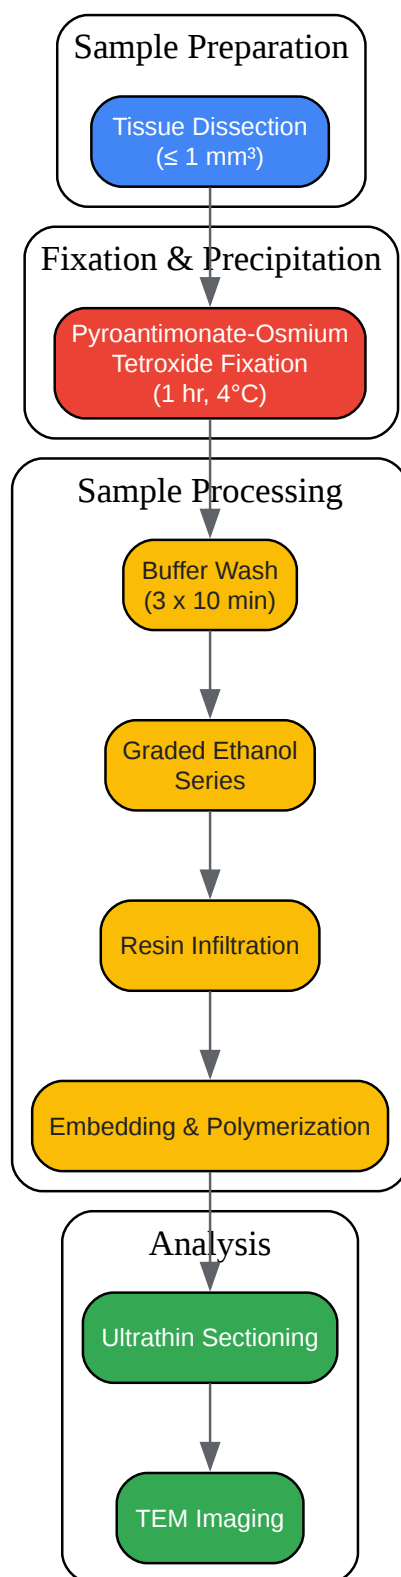 Sample Preparation
Tissue Dissection
(≤ 1 mm³)
Fixation & Precipitation
Pyroantimonate-Osmium
Tetroxide Fixation
(1 hr, 4°C)
Sample Processing
Buffer Wash
(3 x 10 min)
Graded Ethanol
Series
Resin Infiltration
Embedding & Polymerization
Analysis
Ultrathin Sectioning
TEM Imaging